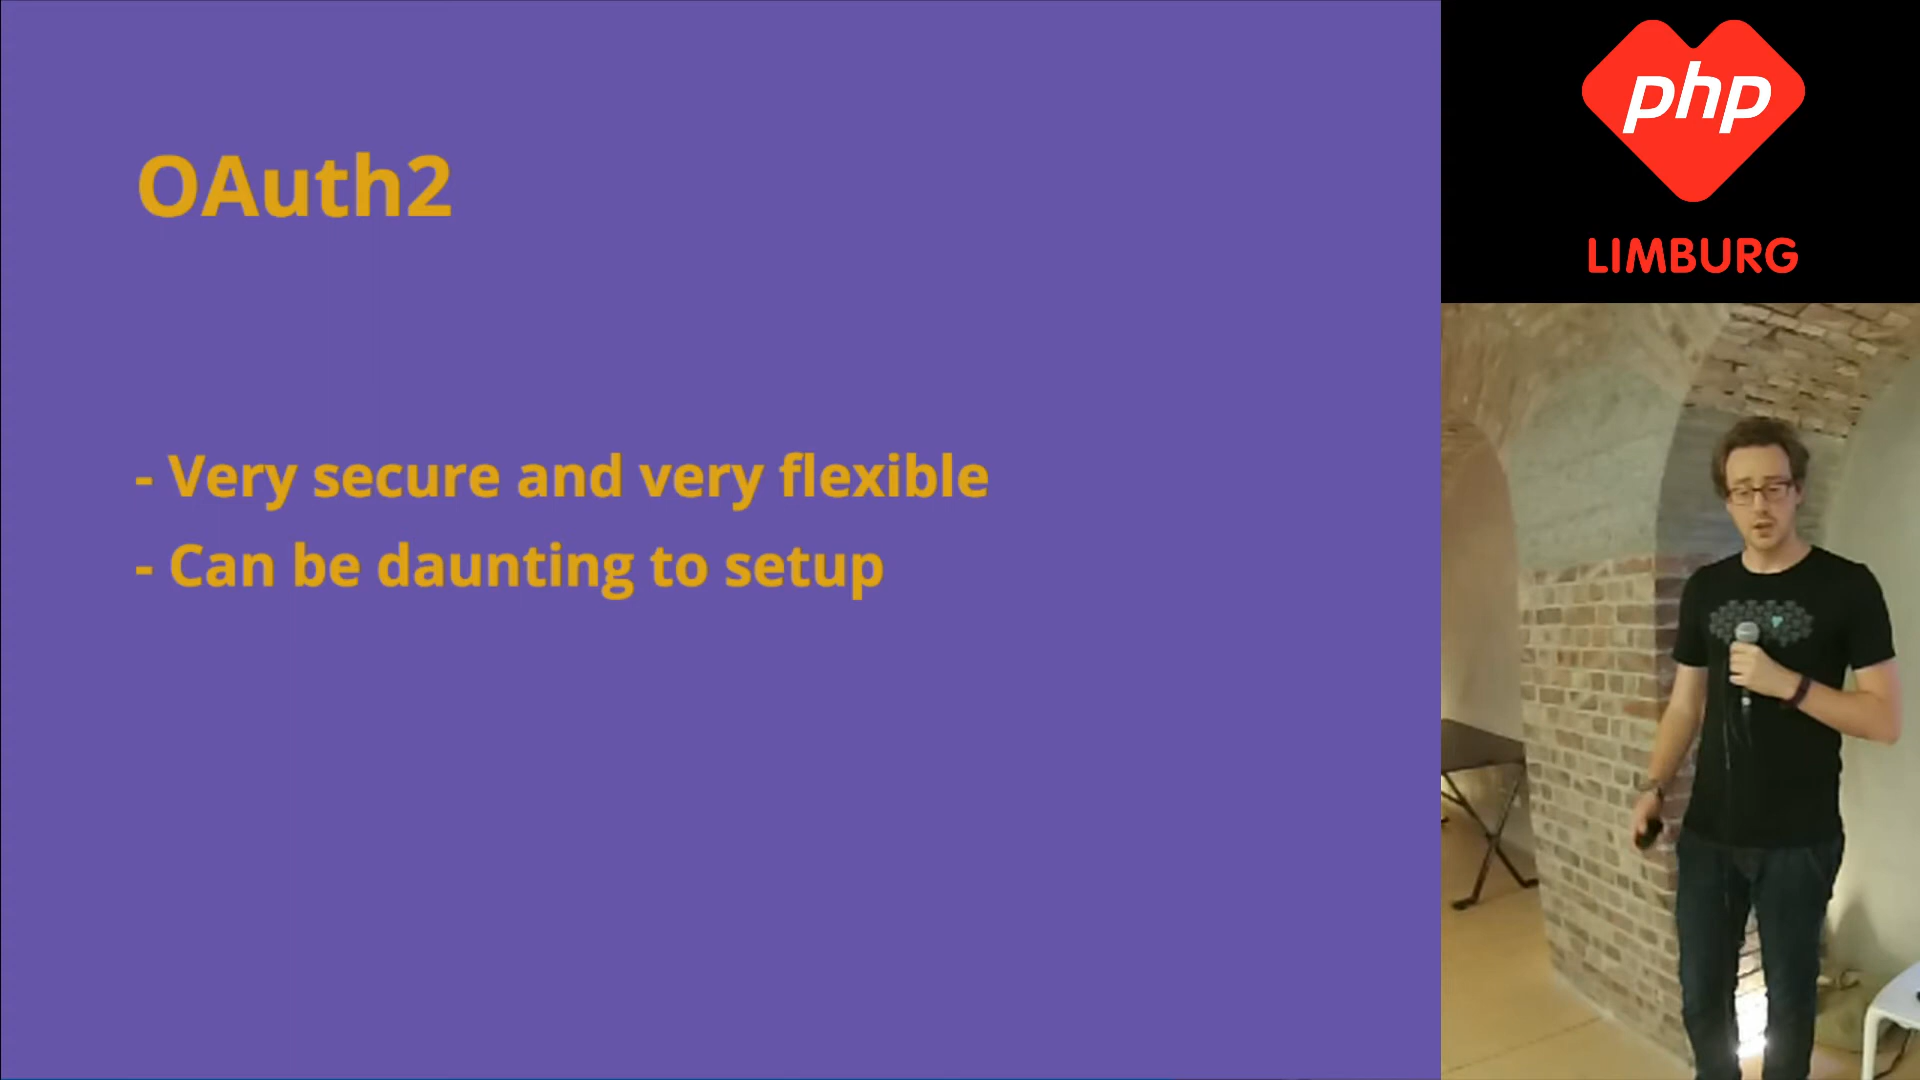 OAuth2
- Very secure and very flexible
- Can be daunting to setup
php
LIMBURG